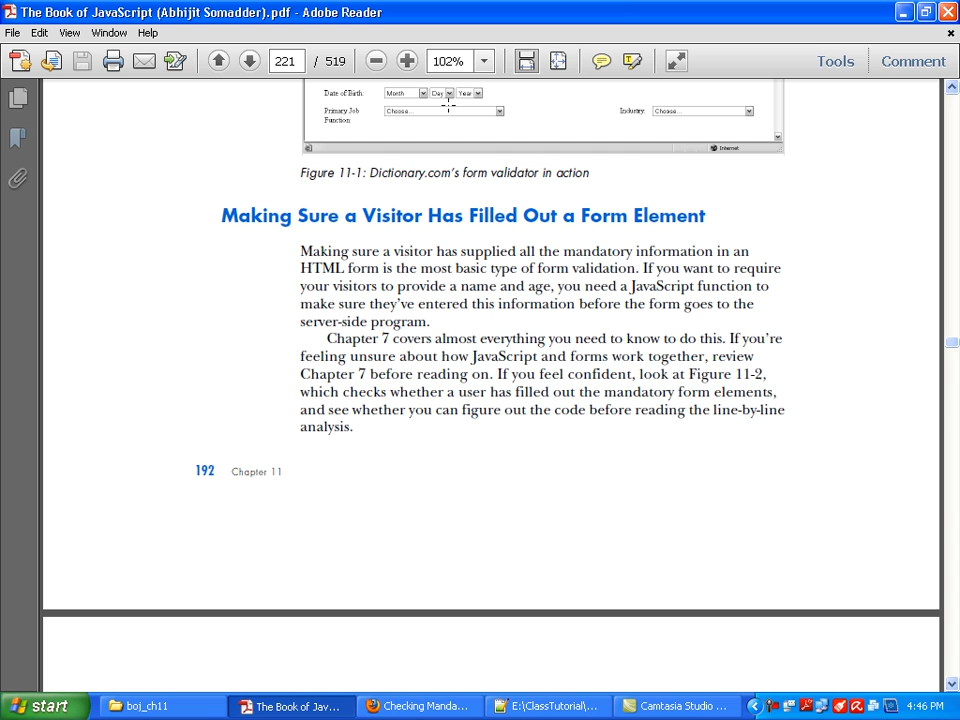 The Book of JavaScript (Abhijit Somadder).pdf - Adobe Reader
File Edit View Window Help
221 / 519 102% Tools Comment
Date of Birth: Month Day Year
Primary Job Function Choose... Industry: Choose...
Internet
Figure 11-1: Dictionary.com's form validator in action
Making Sure a Visitor Has Filled Out a Form Element
Making sure a visitor has supplied all the mandatory information in an
HTML form is the most basic type of form validation. If you want to require
your visitors to provide a name and age, you need a JavaScript function to
make sure they've entered this information before the form goes to the
server-side program.
Chapter 7 covers almost everything you need to know to do this. If you're
feeling unsure about how JavaScript and forms work together, review
Chapter 7 before reading on. If you feel confident, look at Figure 11-2,
which checks whether a user has filled out the mandatory form elements,
and see whether you can figure out the code before reading the line-by-line
analysis.
192 Chapter 11
start boj_ch11 The Book of Jav... Checking Manda... E:\ClassTutorial\... Camtasia Studio ... 4:46 PM